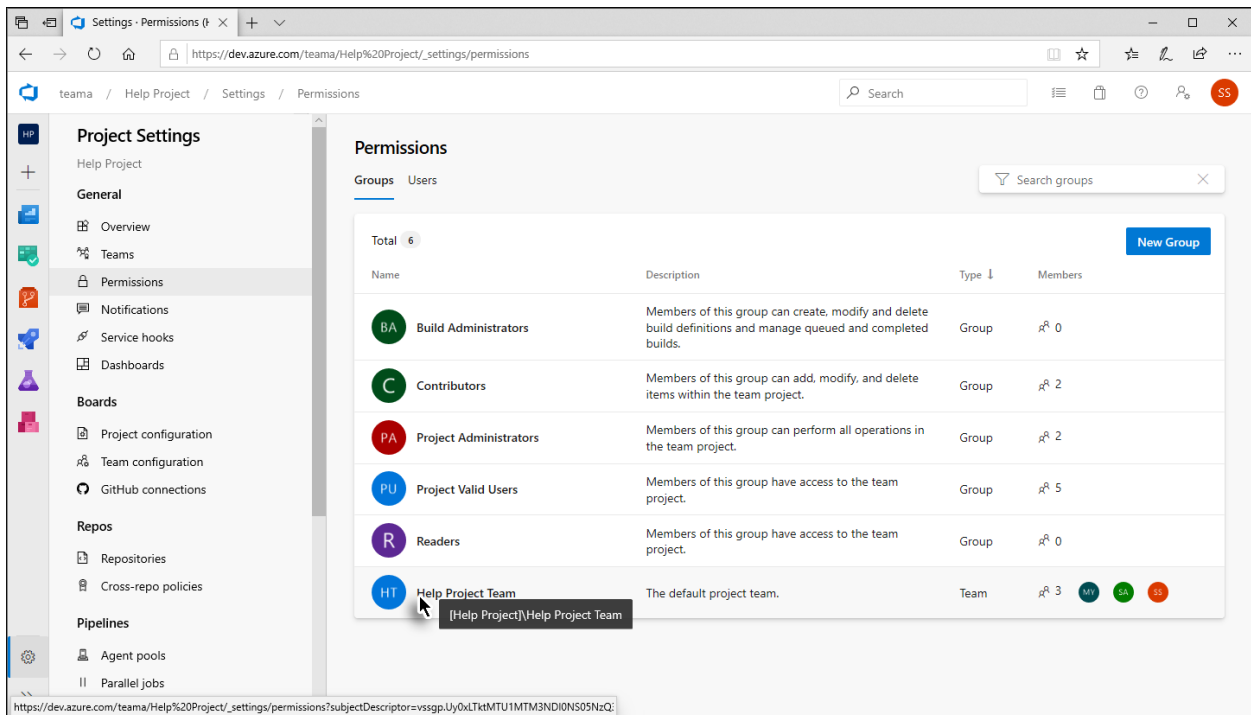 Settings · Permissions (H
https://dev.azure.com/teama/Help%20Project/_settings/permissions
teama / Help Project / Settings / Permissions
Search
SS
HP
Project Settings
Help Project
General
Overview
Teams
Permissions
Notifications
Service hooks
Dashboards
Boards
Project configuration
Team configuration
GitHub connections
Repos
Repositories
Cross-repo policies
Pipelines
Agent pools
Parallel jobs
Permissions
Groups Users
Search groups
Total 6
New Group
Name Description Type Members
BA Build Administrators
Members of this group can create, modify and delete
build definitions and manage queued and completed
builds.
Group 0
C Contributors
Members of this group can add, modify, and delete
items within the team project.
Group 2
PA Project Administrators
Members of this group can perform all operations in
the team project.
Group 2
PU Project Valid Users
Members of this group have access to the team
project.
Group 5
R Readers
Members of this group have access to the team
project.
Group 0
HT Help Project Team The default project team. Team 3 MY SA SS
[Help Project]\Help Project Team